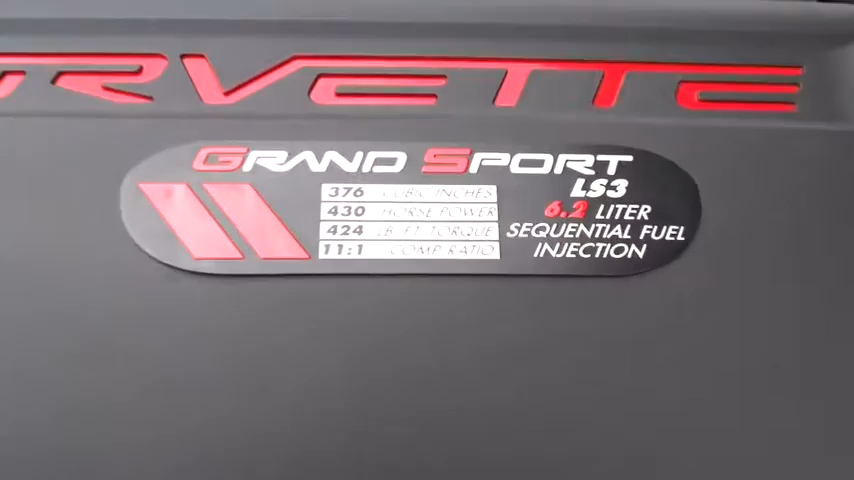 RVETTE
GRAND SPORT
LS3
376 CUBIC INCHES
430 HORSE POWER
424 LB FT TORQUE
11:1 COMP RATIO
6.2 LITER
SEQUENTIAL FUEL
INJECTION